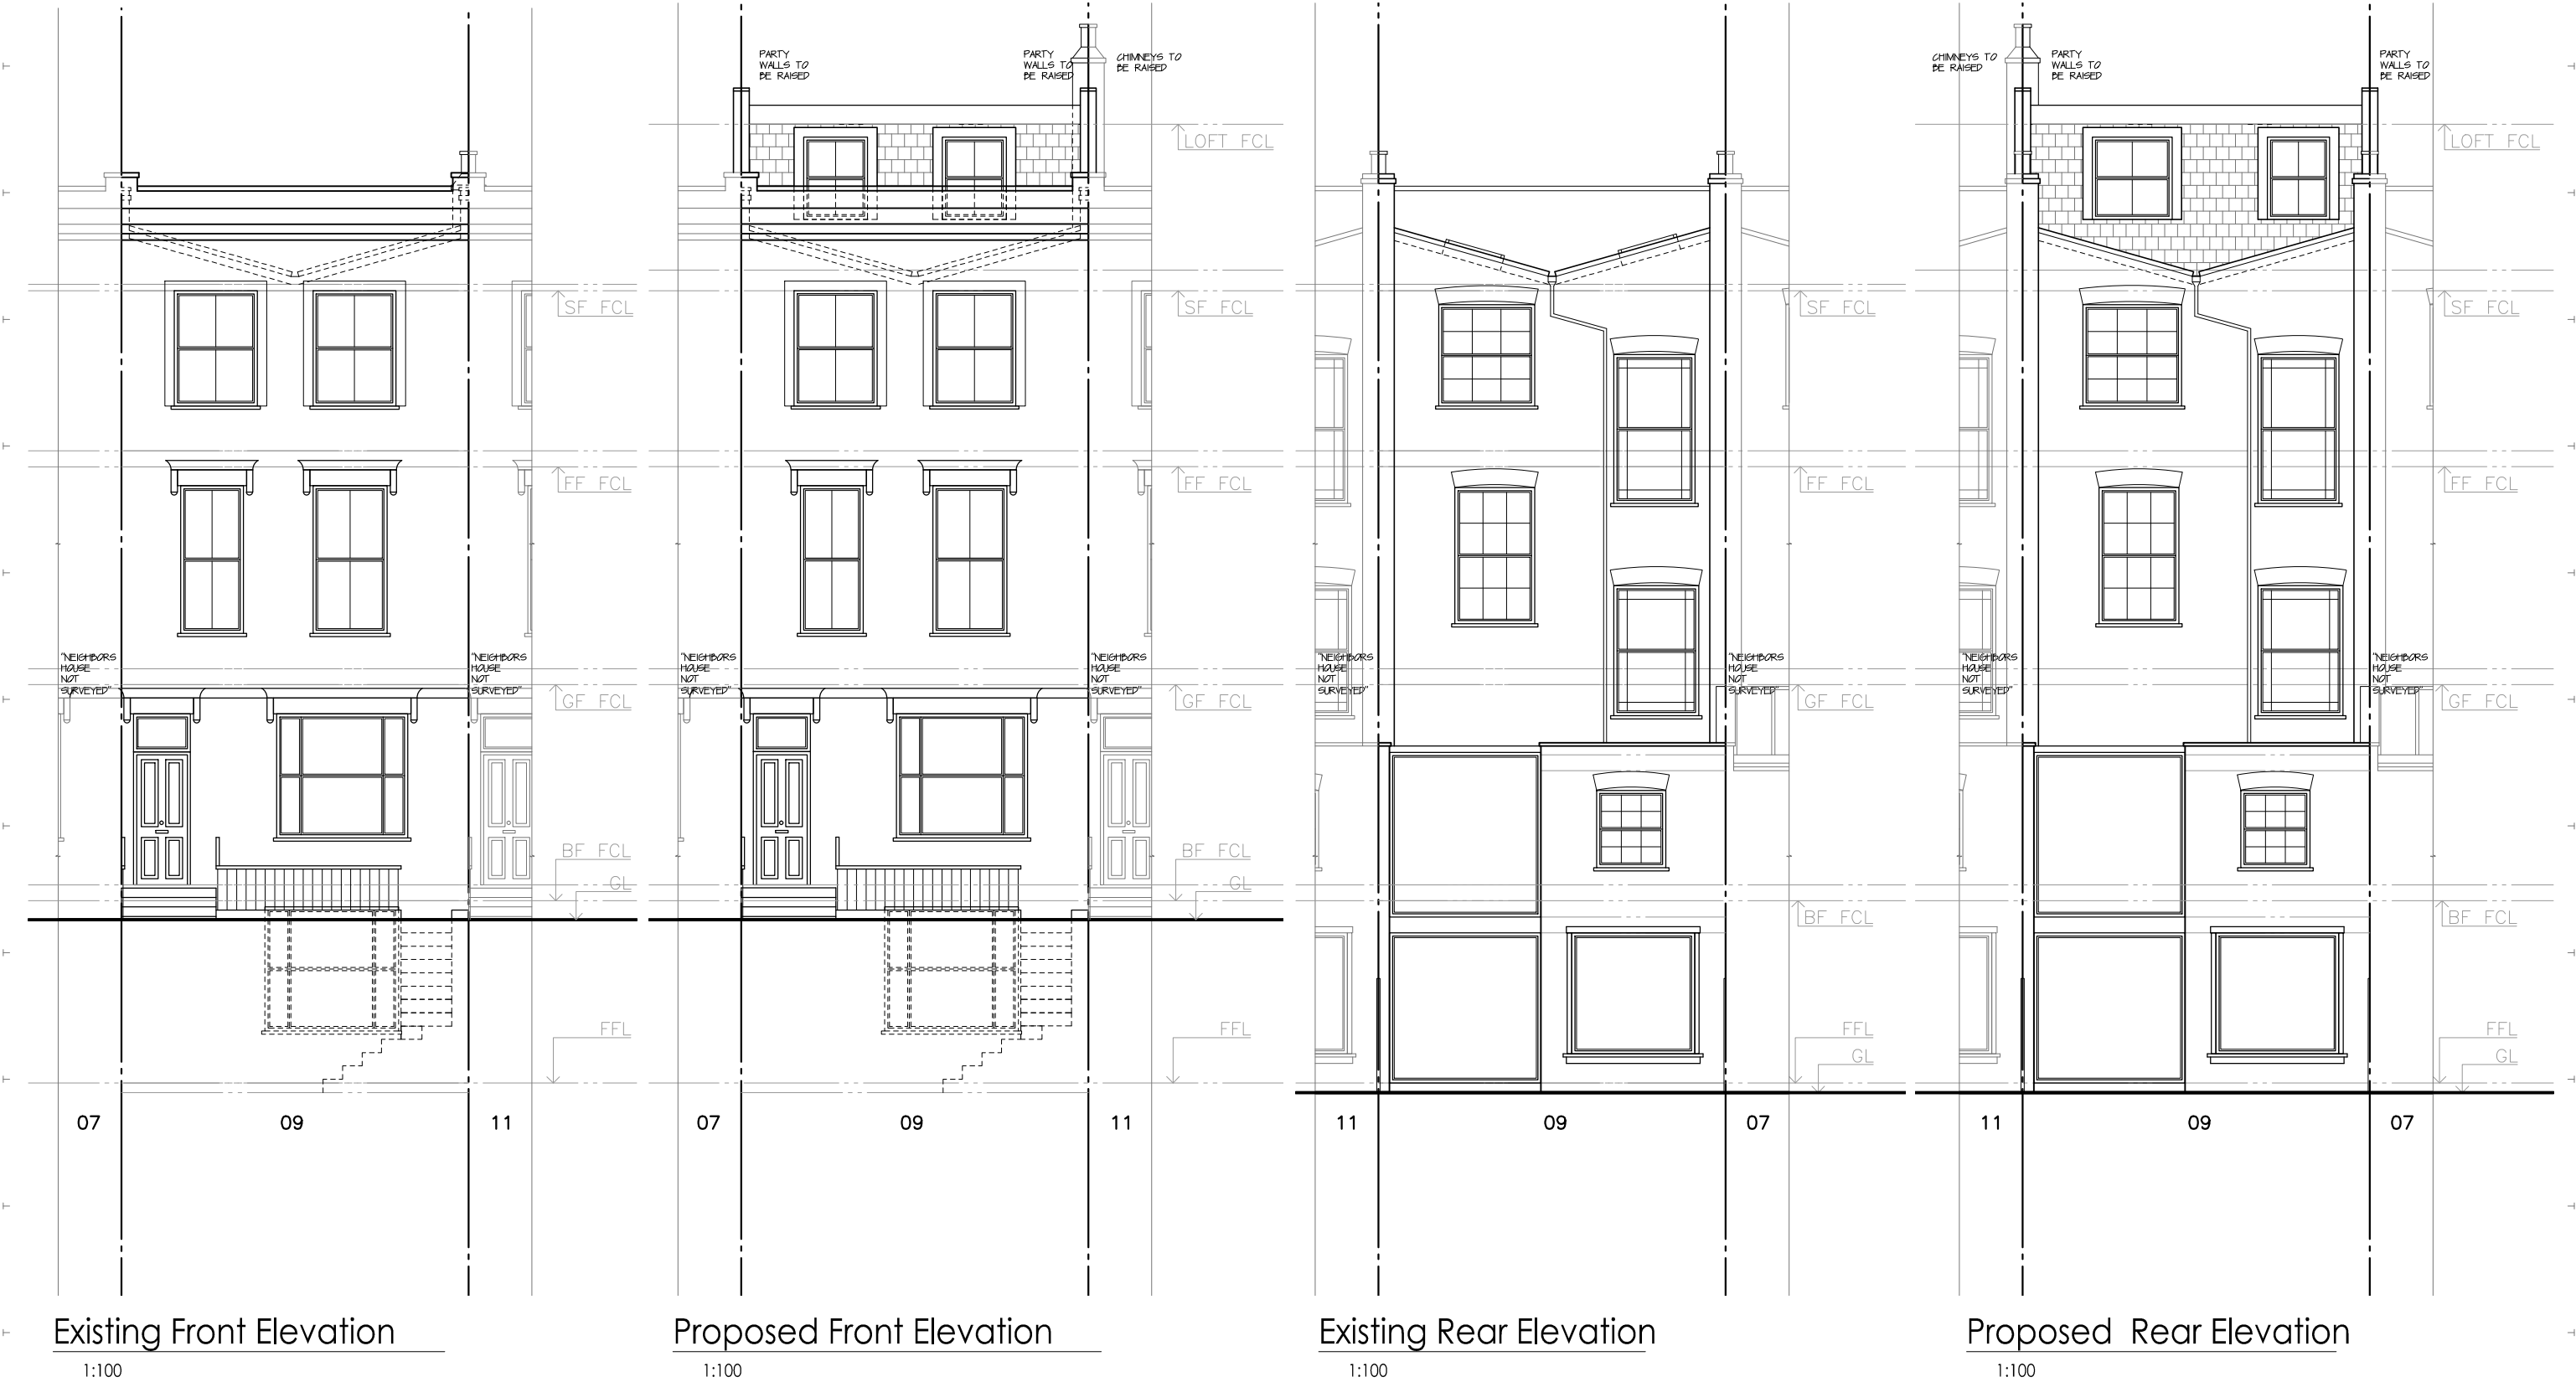 PARTY
WALLS TO
BE RAISED
PARTY
WALLS TO
BE RAISED
CHIMNEYS TO
BE RAISED
CHIMNEYS TO
BE RAISED
PARTY
WALLS TO
BE RAISED
PARTY
WALLS TO
BE RAISED
LOFT FCL
LOFT FCL
SF FCL
SF FCL
SF FCL
SF FCL
FF FCL
FF FCL
FF FCL
FF FCL
"NEIGHBORS
HOUSE
NOT
SURVEYED"
"NEIGHBORS
HOUSE
NOT
SURVEYED"
"NEIGHBORS
HOUSE
NOT
SURVEYED"
"NEIGHBORS
HOUSE
NOT
SURVEYED"
"NEIGHBORS
HOUSE
NOT
SURVEYED"
"NEIGHBORS
HOUSE
NOT
SURVEYED"
"NEIGHBORS
HOUSE
NOT
SURVEYED"
"NEIGHBORS
HOUSE
NOT
SURVEYED"
GF FCL
GF FCL
GF FCL
GF FCL
BF FCL
GL
BF FCL
GL
BF FCL
BF FCL
FFL
FFL
FFL
GL
FFL
GL
07 09 11
07 09 11
11 09 07
11 09 07
Existing Front Elevation
1:100
Proposed Front Elevation
1:100
Existing Rear Elevation
1:100
Proposed Rear Elevation
1:100